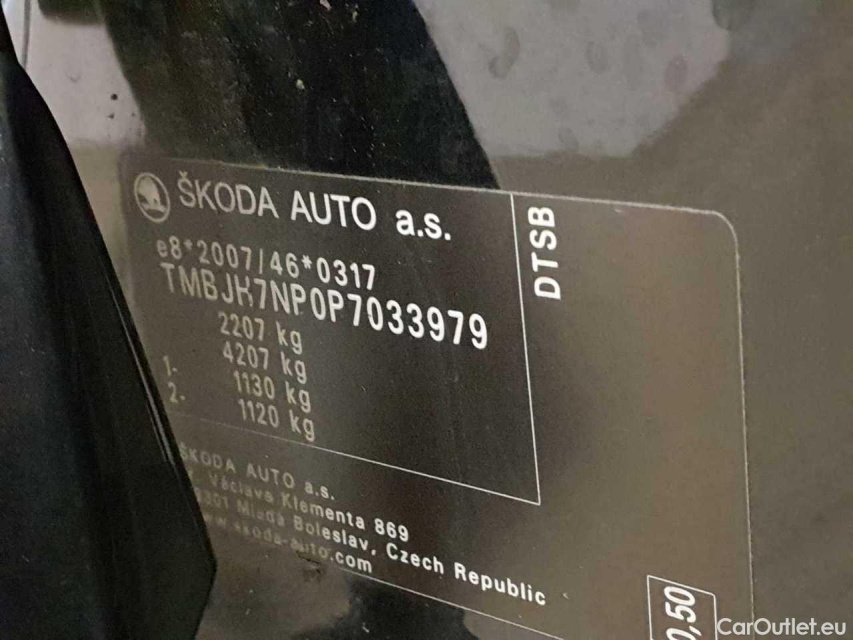 ŠKODA AUTO a.s.
e8*2007/46*0317
TMBJH7NP0P7033979
2207 kg
4207 kg
1- 1130 kg
2- 1120 kg
DTSB
ŠKODA AUTO a.s.
Václava Klementa 869
Mladá Boleslav, Czech Republic
www.skoda-auto.com
0,50
CarOutlet.eu